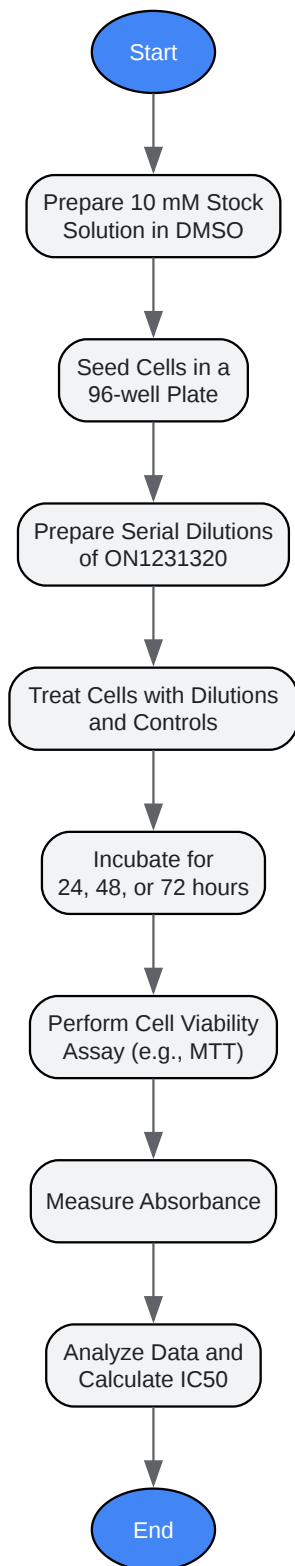 Start
Prepare 10 mM Stock
Solution in DMSO
Seed Cells in a
96-well Plate
Prepare Serial Dilutions
of ON1231320
Treat Cells with Dilutions
and Controls
Incubate for
24, 48, or 72 hours
Perform Cell Viability
Assay (e.g., MTT)
Measure Absorbance
Analyze Data and
Calculate IC50
End